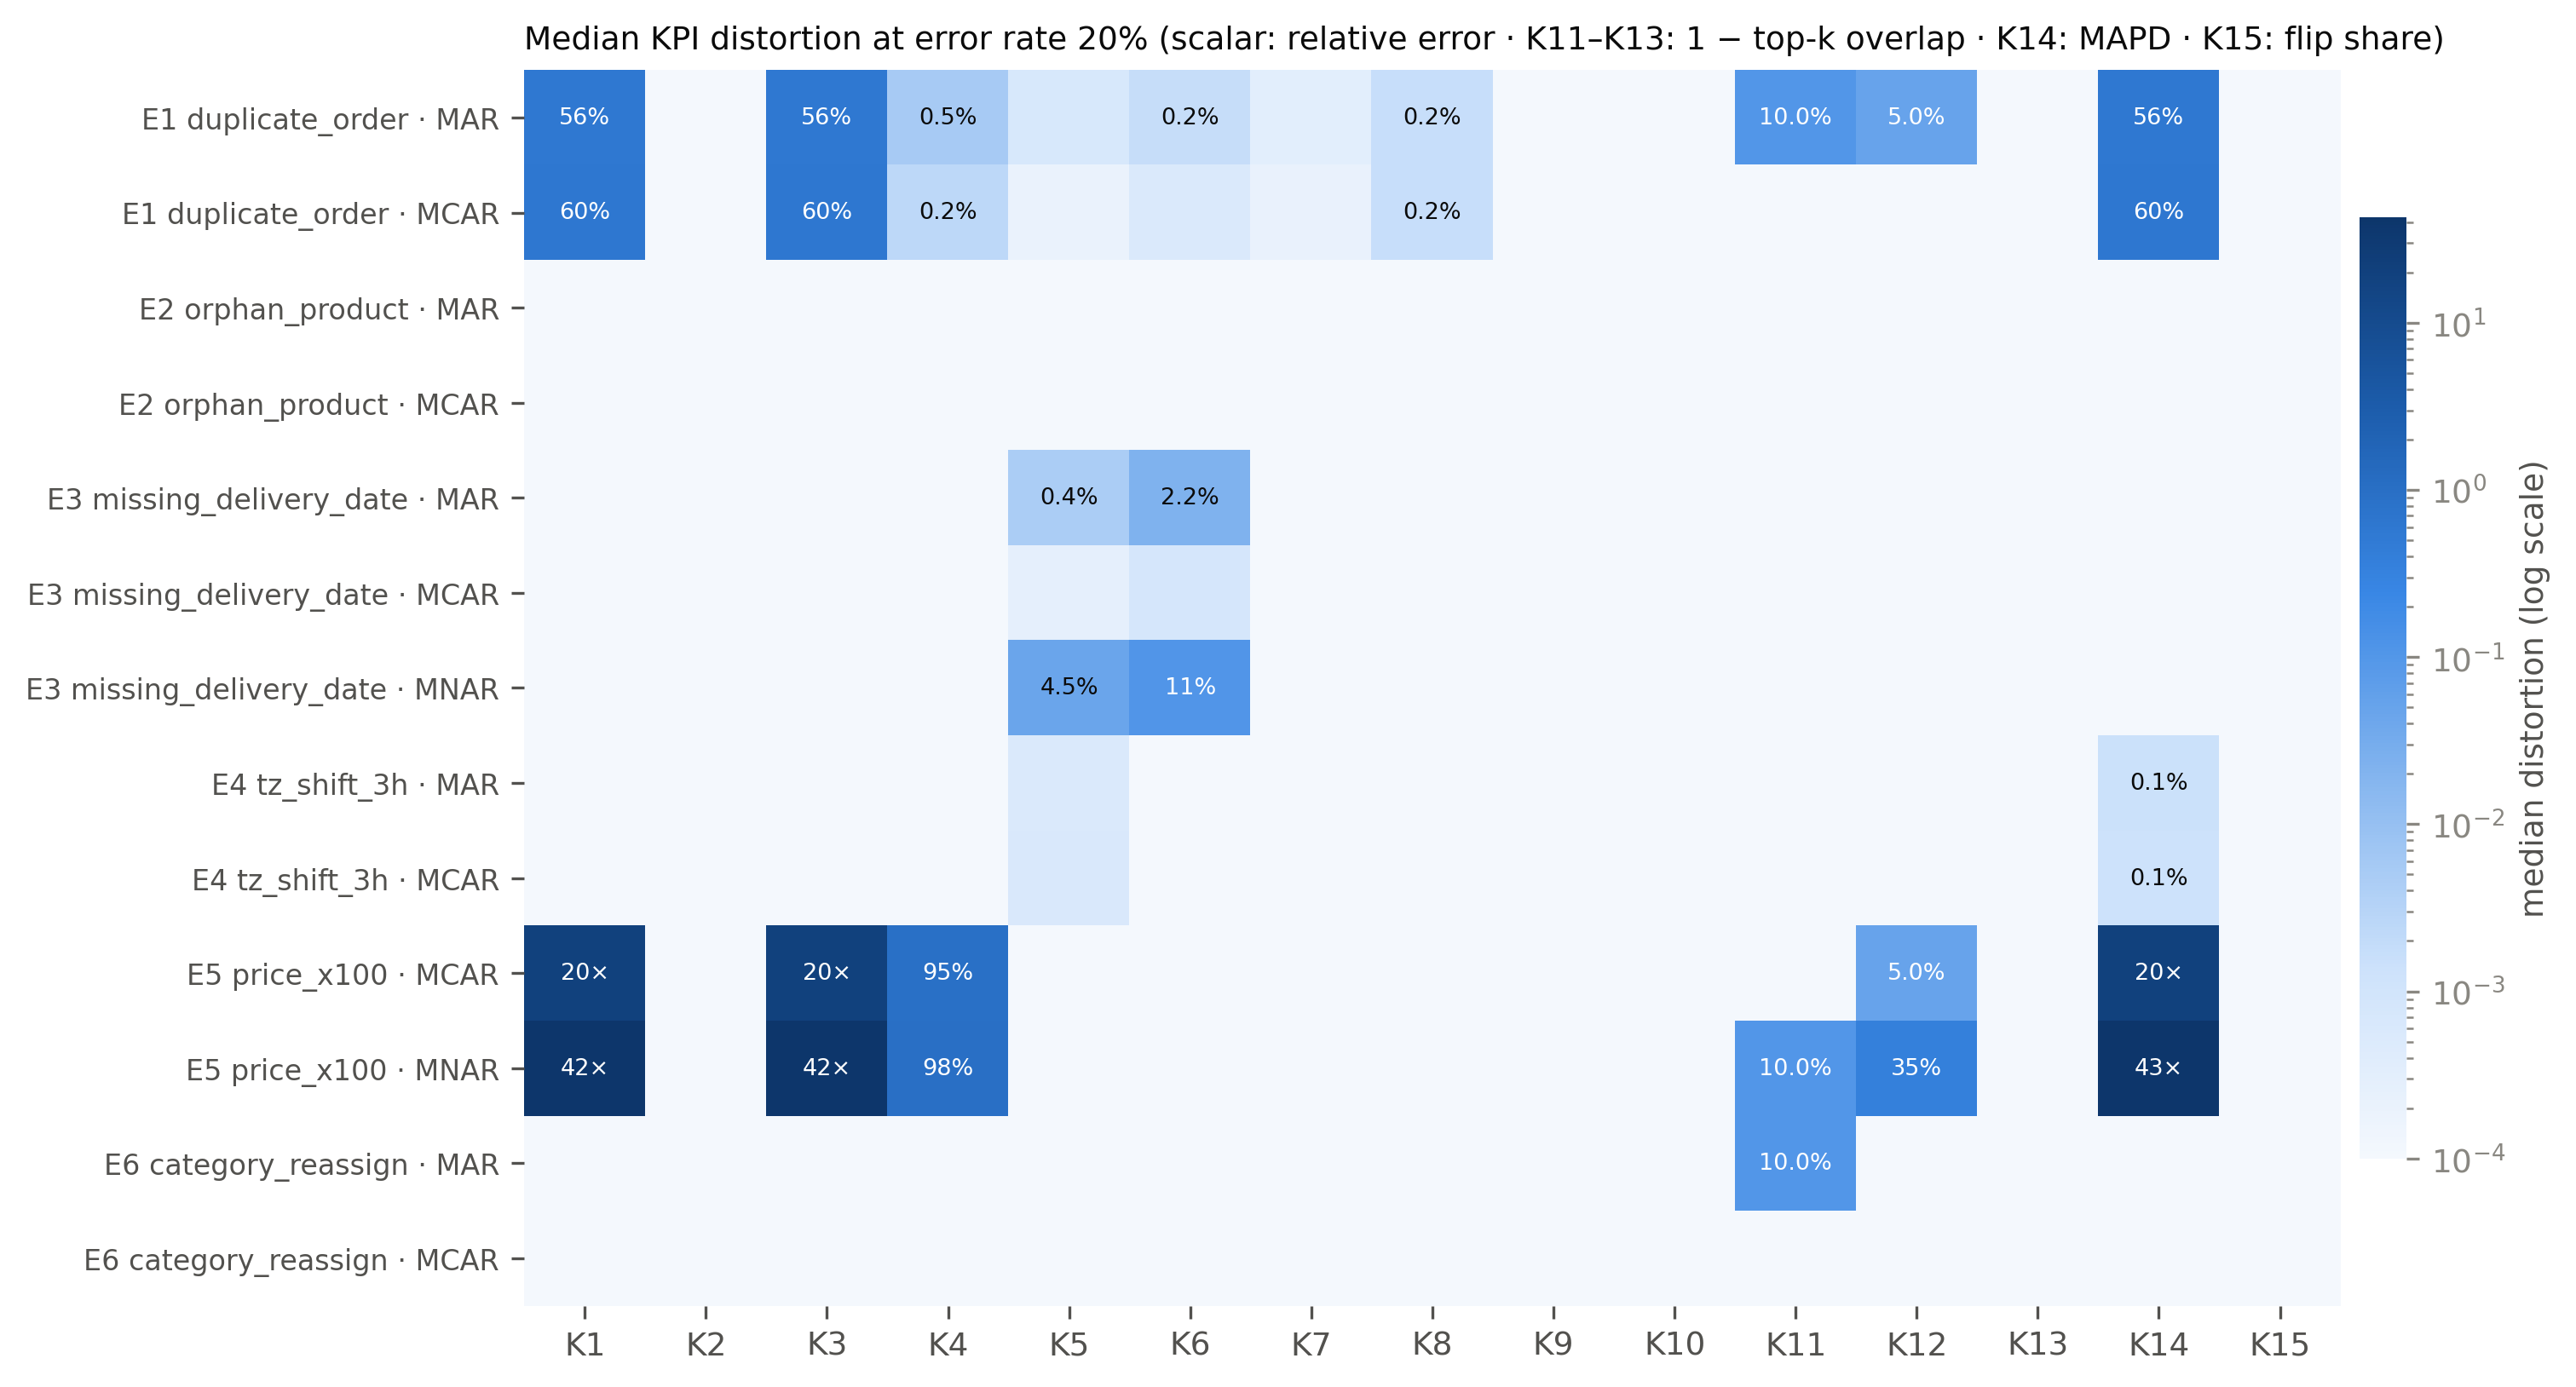 Median KPI distortion at error rate 20% (scalar: relative error · K11–K13: 1 − top-k overlap · K14: MAPD · K15: flip share)
E1 duplicate_order · MAR 56% 56% 0.5% 0.2% 0.2% 10.0% 5.0% 56%
E1 duplicate_order · MCAR 60% 60% 0.2% 0.2% 60%
E2 orphan_product · MAR
E2 orphan_product · MCAR
E3 missing_delivery_date · MAR 0.4% 2.2%
E3 missing_delivery_date · MCAR
E3 missing_delivery_date · MNAR 4.5% 11%
E4 tz_shift_3h · MAR 0.1%
E4 tz_shift_3h · MCAR 0.1%
E5 price_x100 · MCAR 20× 20× 95% 5.0% 20×
E5 price_x100 · MNAR 42× 42× 98% 10.0% 35% 43×
E6 category_reassign · MAR 10.0%
E6 category_reassign · MCAR
K1 K2 K3 K4 K5 K6 K7 K8 K9 K10 K11 K12 K13 K14 K15
10¹
10⁰
10⁻¹
10⁻²
10⁻³
10⁻⁴
median distortion (log scale)